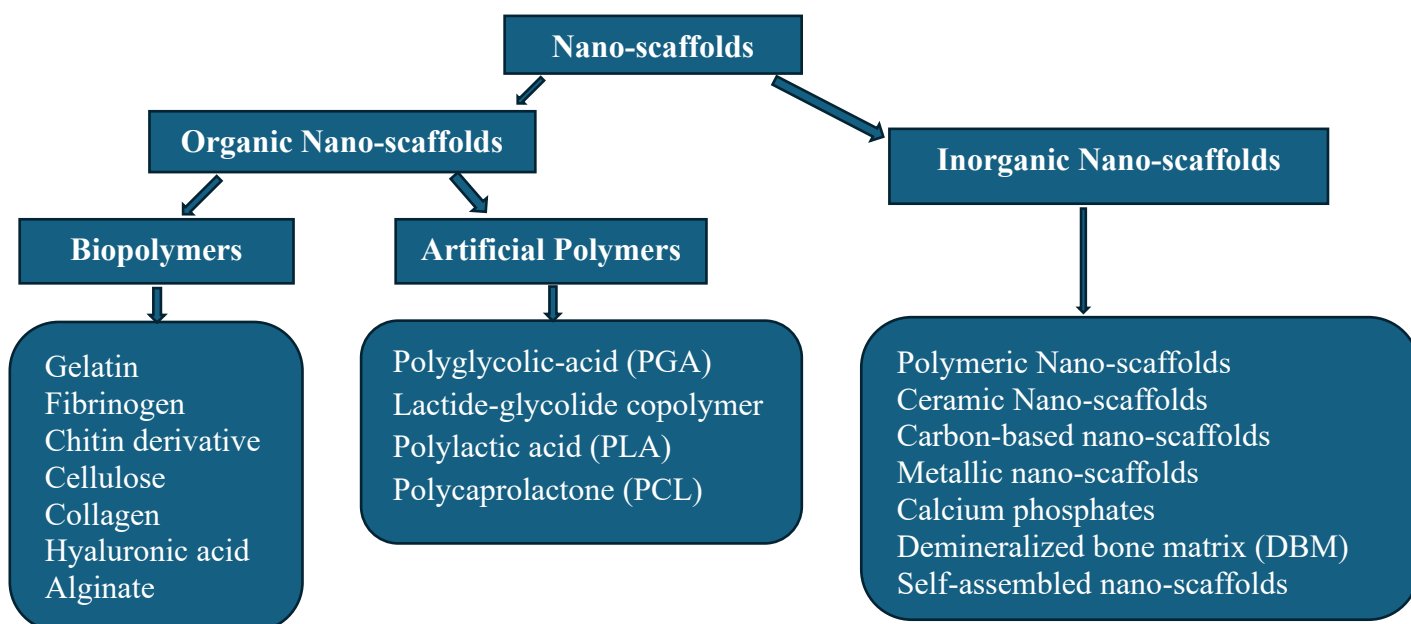 Nano-scaffolds
Organic Nano-scaffolds
Inorganic Nano-scaffolds
Biopolymers
Artificial Polymers
Gelatin
Fibrinogen
Chitin derivative
Cellulose
Collagen
Hyaluronic acid
Alginate
Polyglycolic-acid (PGA)
Lactide-glycolide copolymer
Polylactic acid (PLA)
Polycaprolactone (PCL)
Polymeric Nano-scaffolds
Ceramic Nano-scaffolds
Carbon-based nano-scaffolds
Metallic nano-scaffolds
Calcium phosphates
Demineralized bone matrix (DBM)
Self-assembled nano-scaffolds